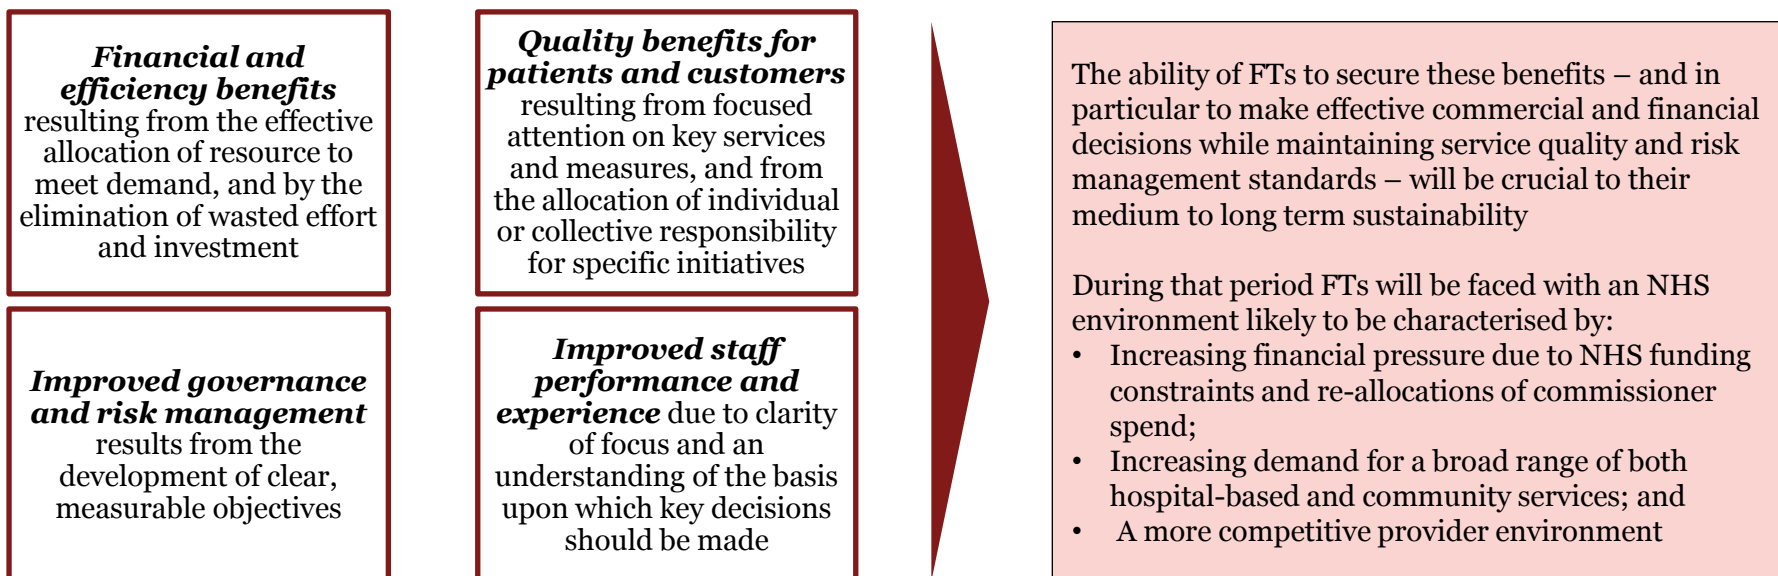 Financial and
efficiency benefits
resulting from the effective
allocation of resource to
meet demand, and by the
elimination of wasted effort
and investment
Quality benefits for
patients and customers
resulting from focused
attention on key services
and measures, and from
the allocation of individual
or collective responsibility
for specific initiatives
Improved governance
and risk management
results from the
development of clear,
measurable objectives
Improved staff
performance and
experience due to clarity
of focus and an
understanding of the basis
upon which key decisions
should be made
The ability of FTs to secure these benefits – and in
particular to make effective commercial and financial
decisions while maintaining service quality and risk
management standards – will be crucial to their
medium to long term sustainability
During that period FTs will be faced with an NHS
environment likely to be characterised by:
• Increasing financial pressure due to NHS funding
constraints and re-allocations of commissioner
spend;
• Increasing demand for a broad range of both
hospital-based and community services; and
• A more competitive provider environment